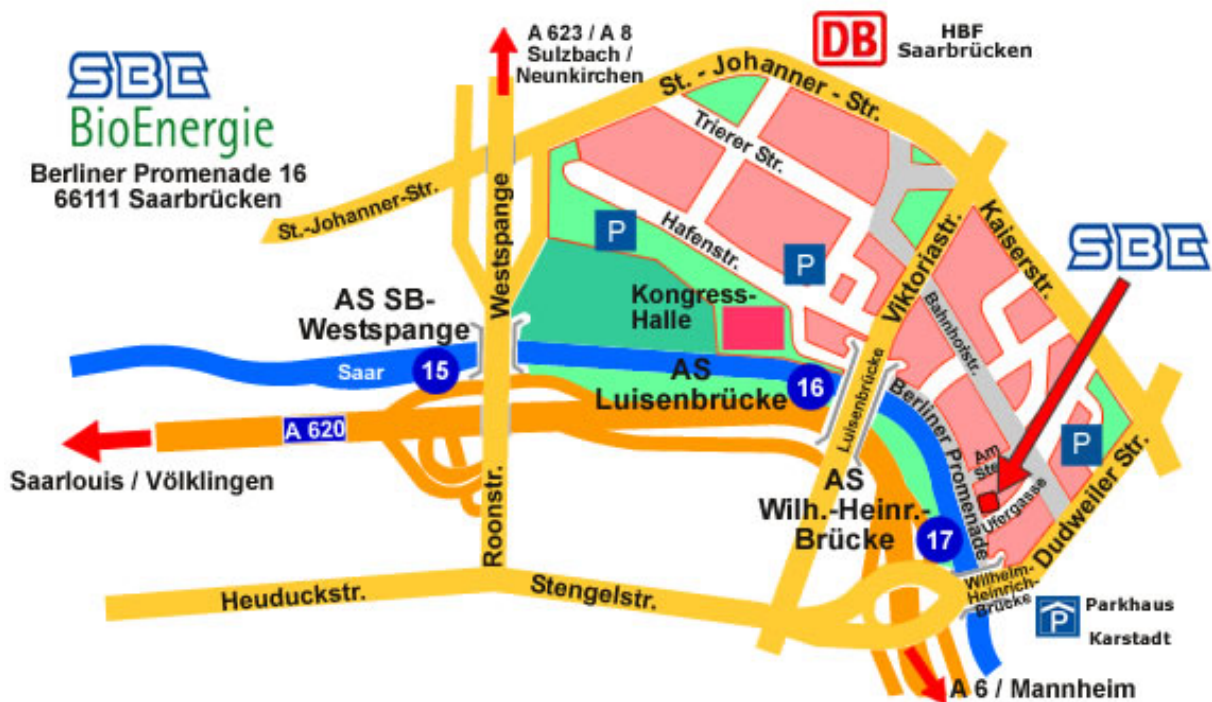 SBE
BioEnergie
Berliner Promenade 16
66111 Saarbrücken
A 623 / A 8
Sulzbach /
Neunkirchen
DB
HBF
Saarbrücken
St. - Johanner - Str.
Trierer Str.
St.-Johanner-Str.
Westspange
P
Hafenstr.
P
Viktoriastr.
Kaiserstr.
SBE
AS SB-
Westspange
Kongress-
Halle
Bahnhofstr.
Saar
15
AS
Luisenbrücke
16
Luisenbrücke
Berliner Promenade
A 620
P
Saarlouis / Völklingen
Am
Ufergasse
Dudweiler Str.
AS
Wilh.-Heinr.-
Brücke
17
Roonstr.
Heuduckstr.
Stengelstr.
Wilhelm-
Heinrich-
Brücke
P
Parkhaus
Karstadt
A 6 / Mannheim